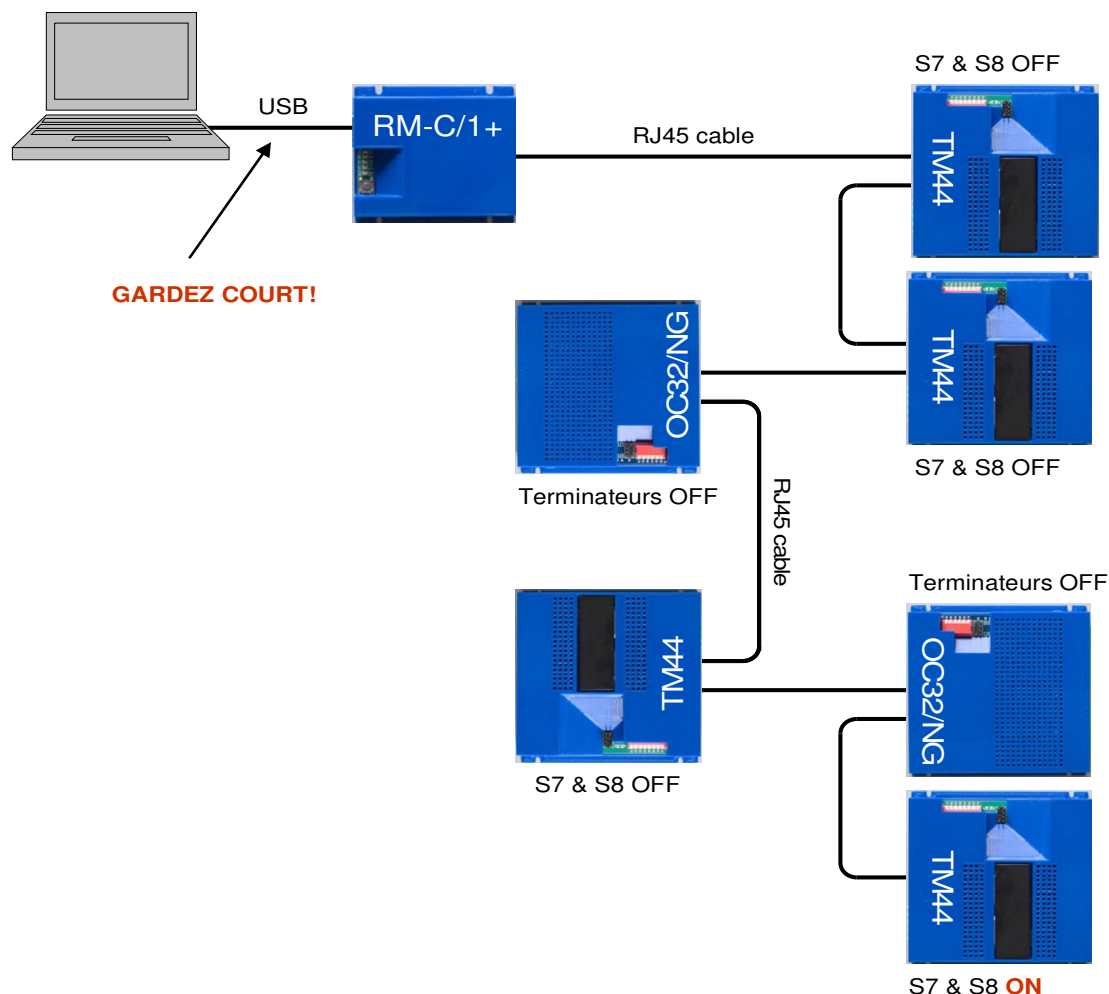 S7 & S8 OFF
USB
RM-C/1+
RJ45 cable
TM44
GARDEZ COURT!
OC32/NG
TM44
S7 & S8 OFF
Terminateurs OFF
RJ45 cable
Terminateurs OFF
TM44
OC32/NG
S7 & S8 OFF
TM44
S7 & S8 ON